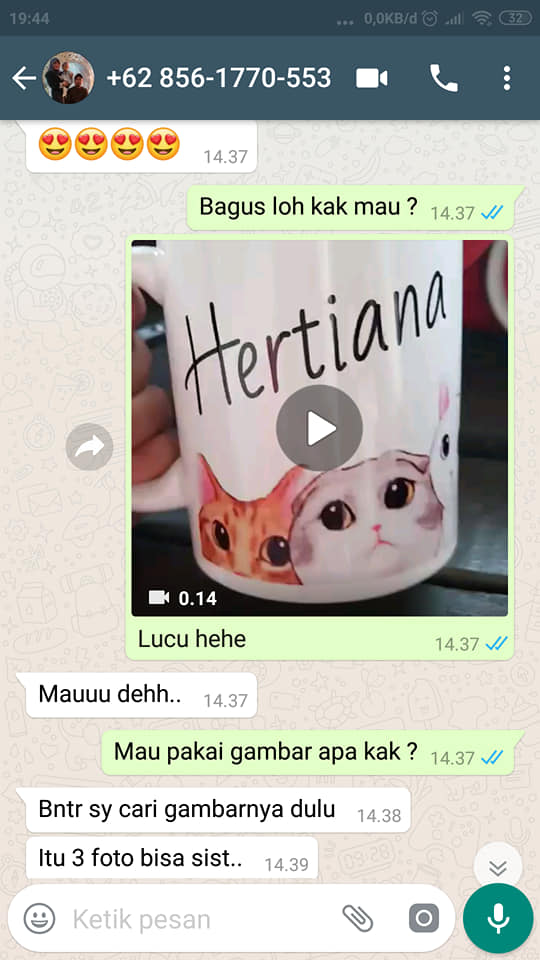 19:44
... 0,0KB/d 32
+62 856-1770-553
😍😍😍😍 14.37
Bagus loh kak mau ? 14.37
Hertiana
0.14
Lucu hehe 14.37
Mauuu dehh.. 14.37
Mau pakai gambar apa kak ? 14.37
Bntr sy cari gambarnya dulu 14.38
Itu 3 foto bisa sist.. 14.39
Ketik pesan